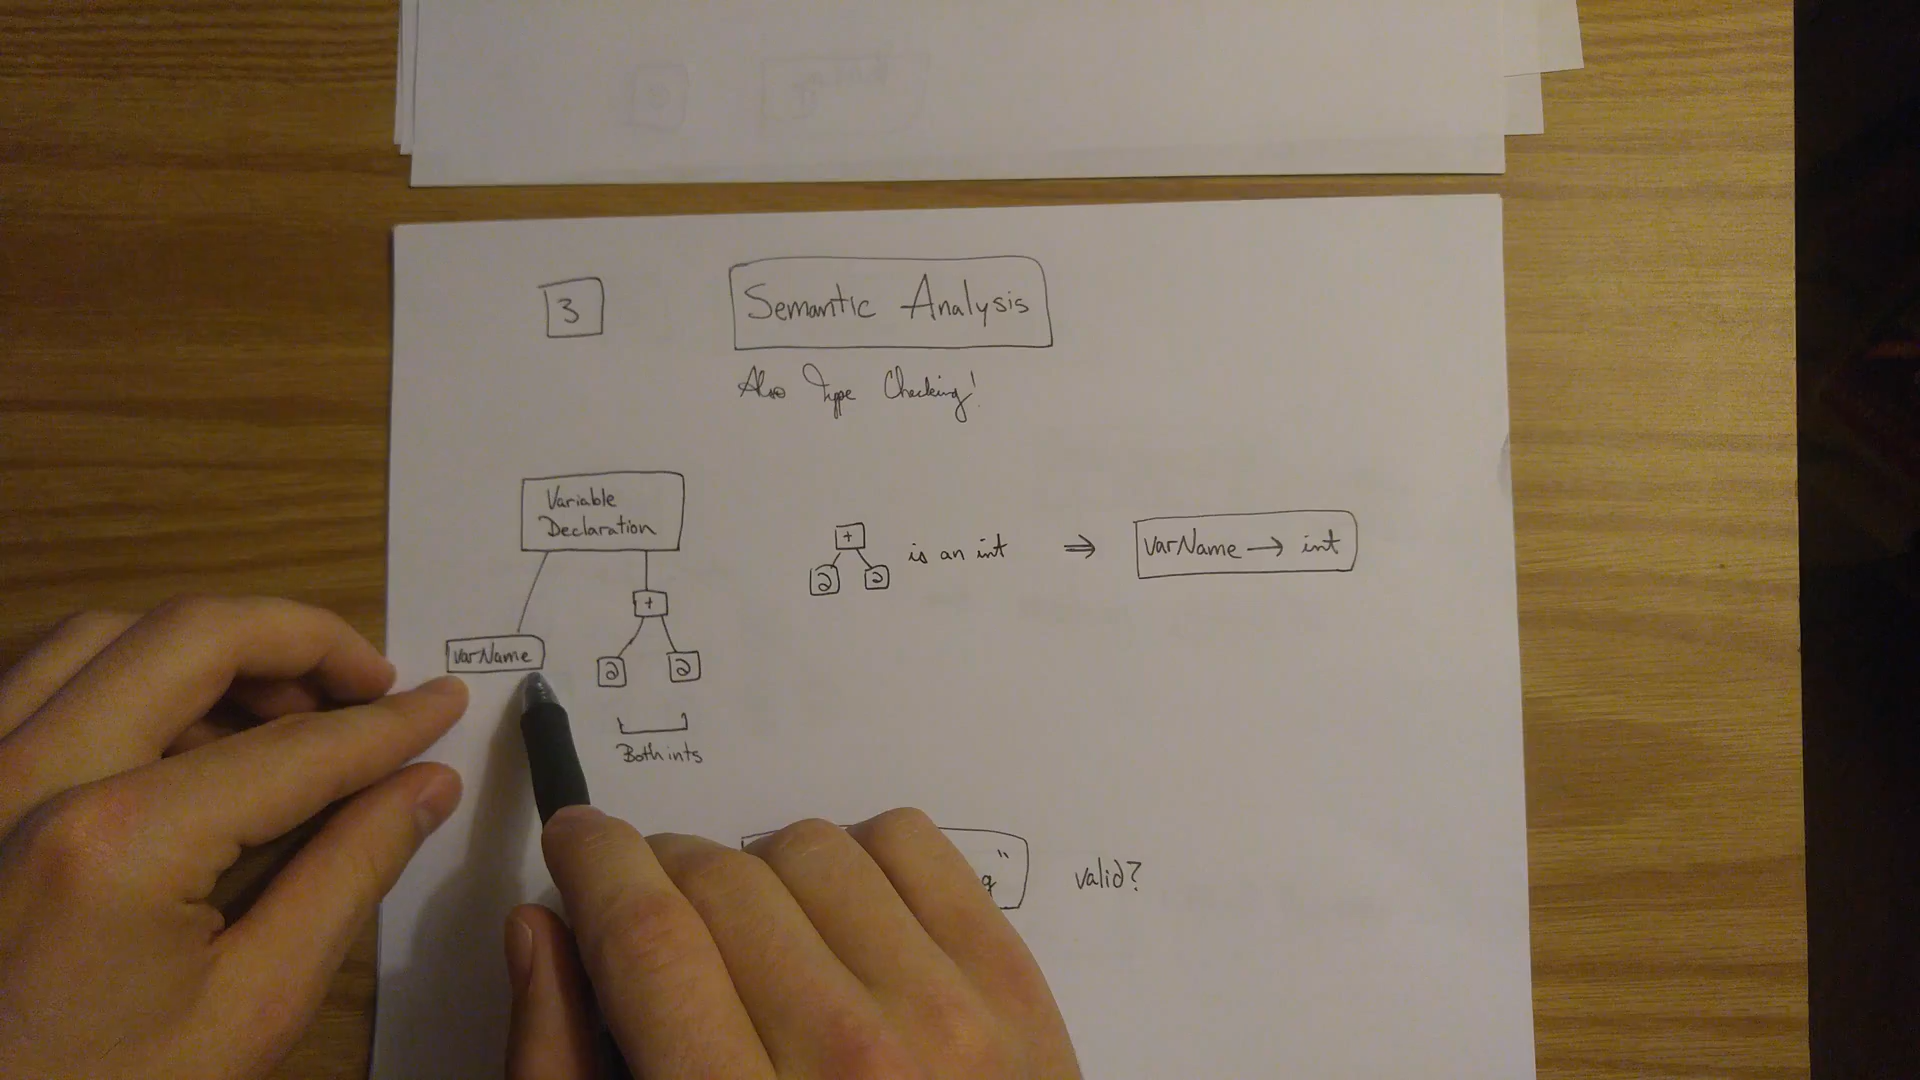 3
Semantic Analysis
Also Type Checking!
Variable
Declaration
+
varName
2 2
Both ints
+
2 2
is an int ⇒ varName → int
"
g
valid?